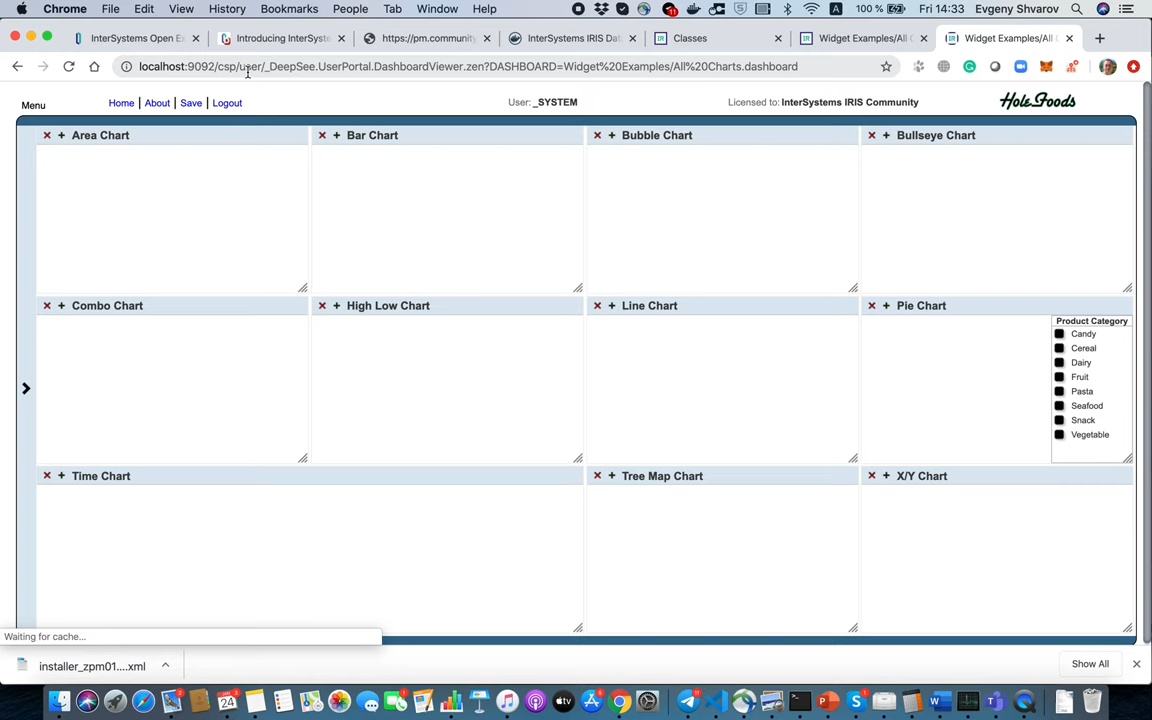 Chrome File Edit View History Bookmarks People Tab Window Help 100 % Fri 14:33 Evgeny Shvarov
InterSystems Open Ex Introducing InterSyste https://pm.community InterSystems IRIS Dat Classes Widget Examples/All C Widget Examples/All C
localhost:9092/csp/user/_DeepSee.UserPortal.DashboardViewer.zen?DASHBOARD=Widget%20Examples/All%20Charts.dashboard
Menu Home | About | Save | Logout User: _SYSTEM Licensed to: InterSystems IRIS Community HoleFoods
Area Chart Bar Chart Bubble Chart Bullseye Chart
Combo Chart High Low Chart Line Chart Pie Chart
Product Category
Candy
Cereal
Dairy
Fruit
Pasta
Seafood
Snack
Vegetable
Time Chart Tree Map Chart X/Y Chart
Waiting for cache...
installer_zpm01....xml Show All